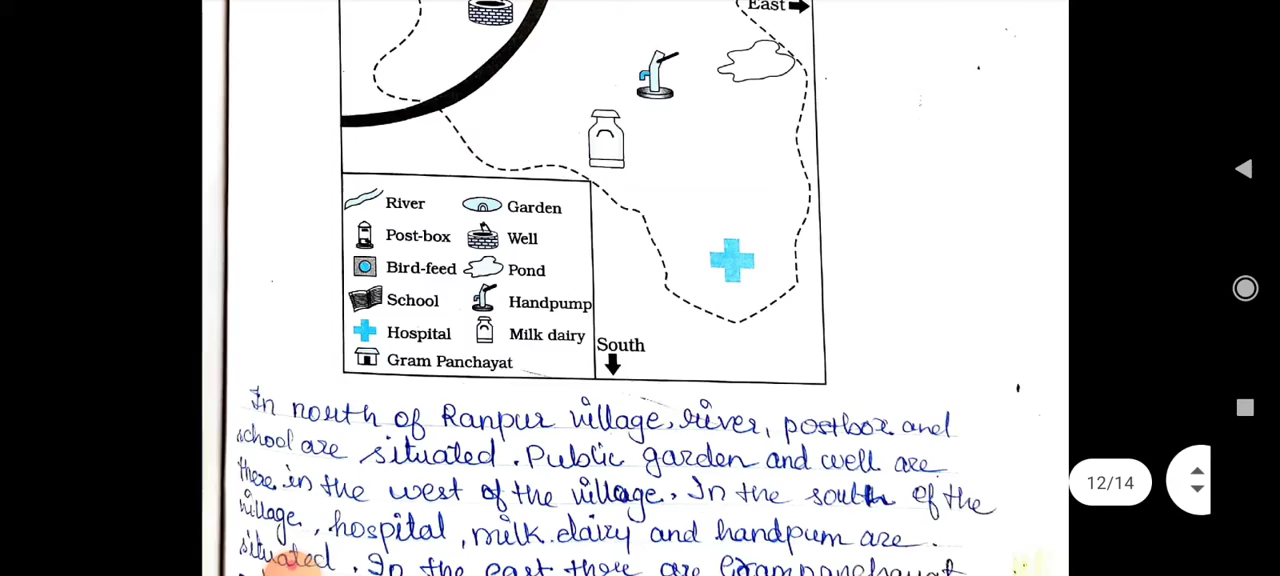 East
River
Garden
Post-box
Well
Bird-feed
Pond
School
Handpump
Hospital
Milk dairy
Gram Panchayat
South
In north of Ranpur village, river, postbox and
school are situated. Public garden and well are
there in the west of the village. In the south of the
village, hospital, milk dairy and handpum are
situated. In the east there are Grampanchayat
12/14